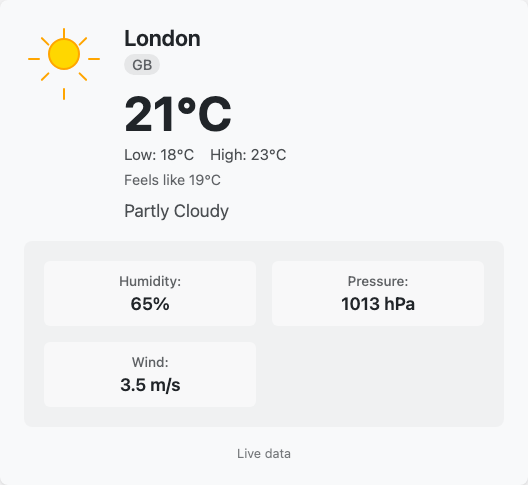 London
GB
21°C
Low: 18°C High: 23°C
Feels like 19°C
Partly Cloudy
Humidity:
65%
Pressure:
1013 hPa
Wind:
3.5 m/s
Live data